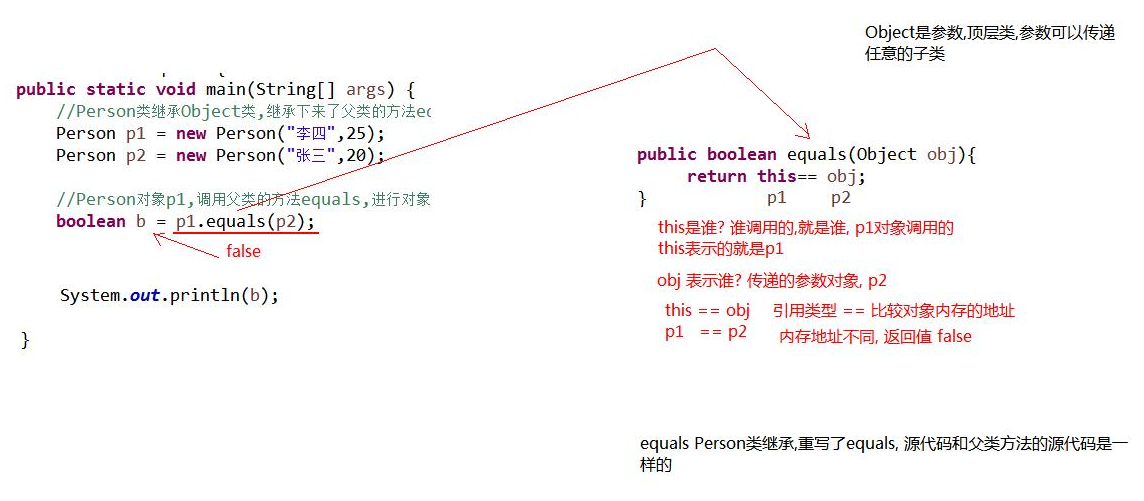 public static void main(String[] args) {
//Person类继承Object类,继承下来了父类的方法eq
Person p1 = new Person("李四",25);
Person p2 = new Person("张三",20);
//Person对象p1,调用父类的方法equals,进行对象
boolean b = p1.equals(p2);
false
System.out.println(b);
}
Object是参数,顶层类,参数可以传递
任意的子类
public boolean equals(Object obj){
return this== obj;
} p1 p2
this是谁? 谁调用的,就是谁, p1对象调用的
this表示的就是p1
obj 表示谁? 传递的参数对象, p2
this == obj 引用类型 == 比较对象内存的地址
p1 == p2 内存地址不同, 返回值 false
equals Person类继承,重写了equals, 源代码和父类方法的源代码是一
样的